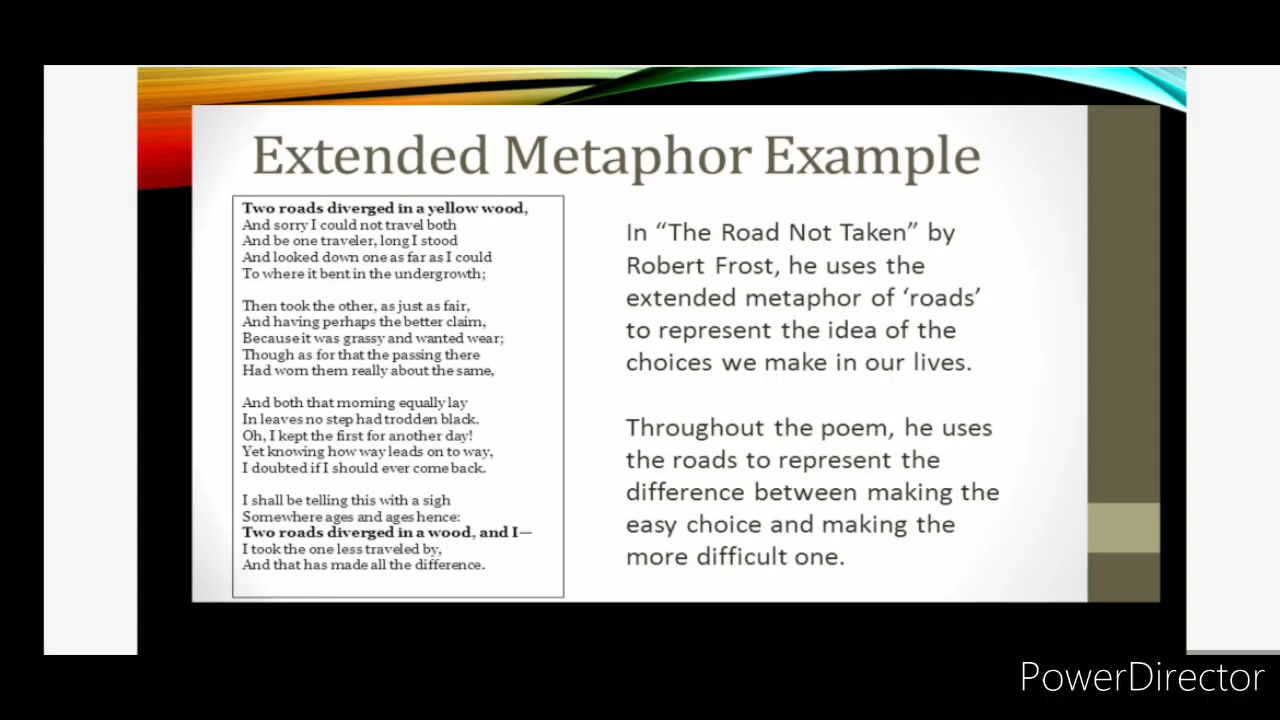 Extended Metaphor Example
Two roads diverged in a yellow wood,
And sorry I could not travel both
And be one traveler, long I stood
And looked down one as far as I could
To where it bent in the undergrowth;
Then took the other, as just as fair,
And having perhaps the better claim,
Because it was grassy and wanted wear;
Though as for that the passing there
Had worn them really about the same,
And both that morning equally lay
In leaves no step had trodden black.
Oh, I kept the first for another day!
Yet knowing how way leads on to way,
I doubted if I should ever come back.
I shall be telling this with a sigh
Somewhere ages and ages hence:
Two roads diverged in a wood, and I—
I took the one less traveled by,
And that has made all the difference.
In “The Road Not Taken” by
Robert Frost, he uses the
extended metaphor of ‘roads’
to represent the idea of the
choices we make in our lives.
Throughout the poem, he uses
the roads to represent the
difference between making the
easy choice and making the
more difficult one.
PowerDirector